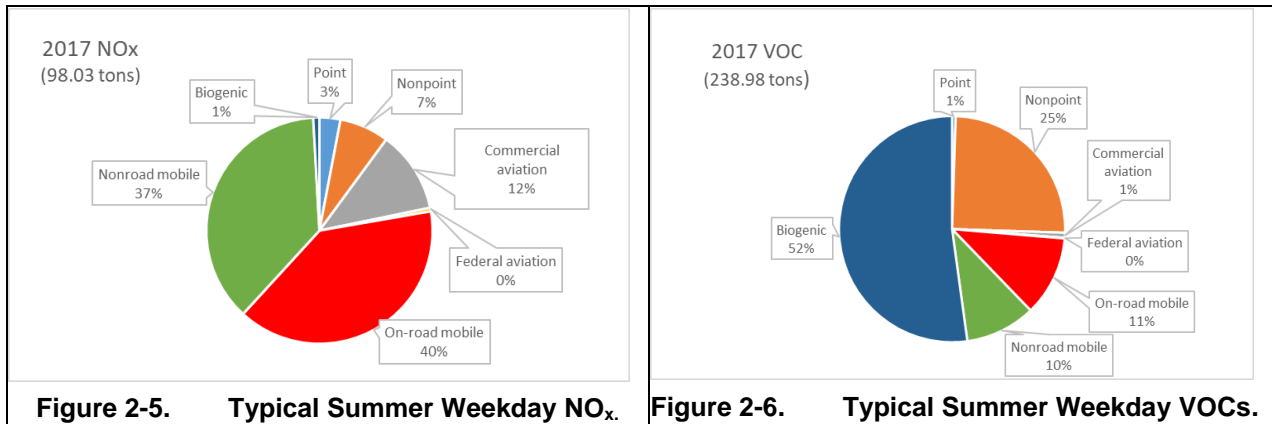 2017 NOx
(98.03 tons)
Biogenic
1%
Point
3%
Nonpoint
7%
Commercial
aviation
12%
Nonroad mobile
37%
Federal aviation
0%
On-road mobile
40%
Figure 2-5. Typical Summer Weekday NOx.
2017 VOC
(238.98 tons)
Point
1%
Nonpoint
25%
Commercial
aviation
1%
Biogenic
52%
Federal aviation
0%
On-road mobile
11%
Nonroad mobile
10%
Figure 2-6. Typical Summer Weekday VOCs.